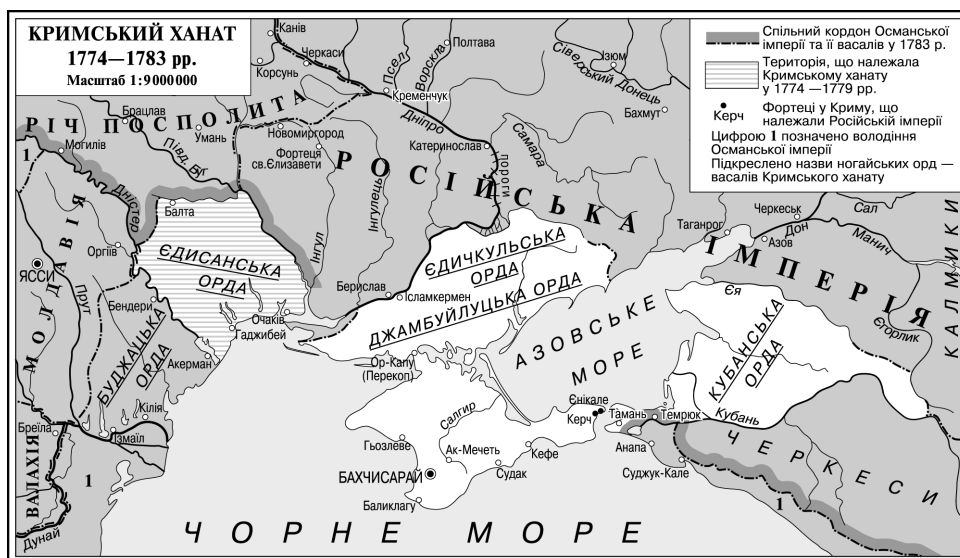 КРИМСЬКИЙ ХАНАТ
1774—1783 рр.
Масштаб 1:9000000
Спільний кордон Османської
імперії та її васалів у 1783 р.
Територія, що належала
Кримському ханату
у 1774 —1779 рр.
Керч
Фортеці у Криму, що
належали Російській імперії
Цифрою 1 позначено володіння
Османської імперії
Підкреслено назви ногайських орд —
васалів Кримського ханату
Канів
Черкаси
Корсунь
Псел
Ворскла
Полтава
Кременчук
Сіверський Донець
Ізюм
Бахмут
Дніпро
Самара
Катеринослав
пороги
РІЧ ПОСПОЛИТА
Брацлав
Умань
Могилів
Півд. Буг
Новомиргород
Фортеця
св.Єлизавети
РОСІЙСЬКА
ІМПЕРІЯ
Інгулець
Інгул
1
Дністер
Балта
МОЛДАВІЯ
Оргіїв
ЯССИ
Прут
Бендери
ЄДИСАНСЬКА
ОРДА
Очаків
Гаджибей
БУДЖАЦЬКА
ОРДА
Акерман
Кілія
Ізмаїл
Бреїла
ВАЛАХІЯ
1
Дунай
Берислав
Ісламкермен
ЄДИЧКУЛЬСЬКА
ОРДА
ДЖАМБУЙЛУЦЬКА ОРДА
Ор-Капу
(Перекоп)
АЗОВСЬКЕ
МОРЕ
Таганрог
Черкеськ
Дон
Азов
Сал
Манич
КАЛМИКИ
Єя
Єгорлик
КУБАНСЬКА
ОРДА
Кубань
Єнікале
Керч
Тамань
Темрюк
Салгир
Гьозлеве
Ак-Мечеть
Кефе
Судак
БАХЧИСАРАЙ
Баликлагу
Анапа
Суджук-Кале
ЧЕРКЕСИ
1
ЧОРНЕ МОРЕ